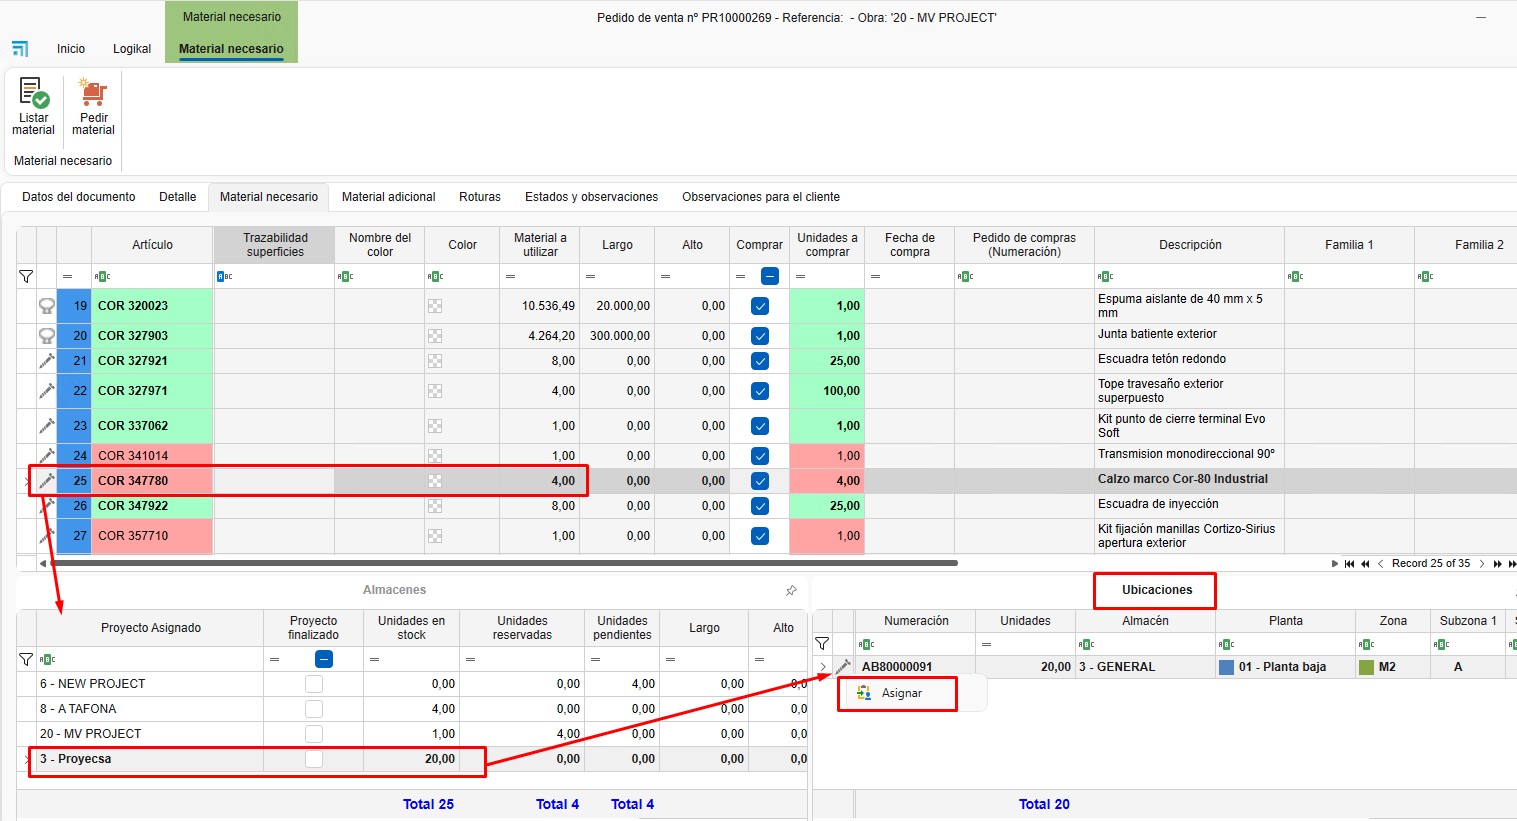 Material necesario
Pedido de venta nº PR10000269 - Referencia:  - Obra: '20 - MV PROJECT'
Inicio Logikal Material necesario
Listar material
Pedir material
Material necesario
Datos del documento Detalle Material necesario Material adicional Roturas Estados y observaciones Observaciones para el cliente
Artículo Trazabilidad superficies Nombre del color Color Material a utilizar Largo Alto Comprar Unidades a comprar Fecha de compra Pedido de compras (Numeración) Descripción Familia 1 Familia 2
19 COR 320023 10.536,49 20.000,00 0,00 1,00 Espuma aislante de 40 mm x 5 mm
20 COR 327903 4.264,20 300.000,00 0,00 1,00 Junta batiente exterior
21 COR 327921 8,00 0,00 0,00 25,00 Escuadra tetón redondo
22 COR 327971 4,00 0,00 0,00 100,00 Tope travesaño exterior superpuesto
23 COR 337062 1,00 0,00 0,00 1,00 Kit punto de cierre terminal Evo Soft
24 COR 341014 1,00 0,00 0,00 1,00 Transmision monodireccional 90º
25 COR 347780 4,00 0,00 0,00 4,00 Calzo marco Cor-80 Industrial
26 COR 347922 8,00 0,00 0,00 25,00 Escuadra de inyección
27 COR 357710 1,00 0,00 0,00 1,00 Kit fijación manillas Cortizo-Sirius apertura exterior
Record 25 of 35
Almacenes
Proyecto Asignado Proyecto finalizado Unidades en stock Unidades reservadas Unidades pendientes Largo Alto
6 - NEW PROJECT 0,00 0,00 4,00 0,00 0,0
8 - A TAFONA 4,00 0,00 0,00 0,00 0,0
20 - MV PROJECT 1,00 4,00 0,00 0,00 0,0
3 - Proyecsa 20,00 0,00 0,00 0,00 0,0
Total 25 Total 4 Total 4
Ubicaciones
Numeración Unidades Almacén Planta Zona Subzona 1
AB80000091 20,00 3 - GENERAL 01 - Planta baja M2 A
Asignar
Total 20